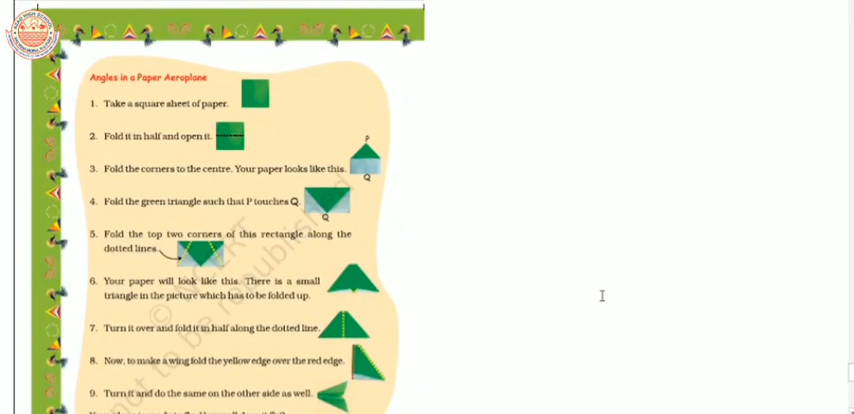 Angles in a Paper Aeroplane
1. Take a square sheet of paper.
2. Fold it in half and open it.
P
3. Fold the corners to the centre. Your paper looks like this.
Q
4. Fold the green triangle such that P touches Q.
Q
5. Fold the top two corners of this rectangle along the
dotted lines.
6. Your paper will look like this. There is a small
triangle in the picture which has to be folded up.
7. Turn it over and fold it in half along the dotted line.
8. Now, to make a wing fold the yellow edge over the red edge.
9. Turn it and do the same on the other side as well.
© NCERT
not to be republished